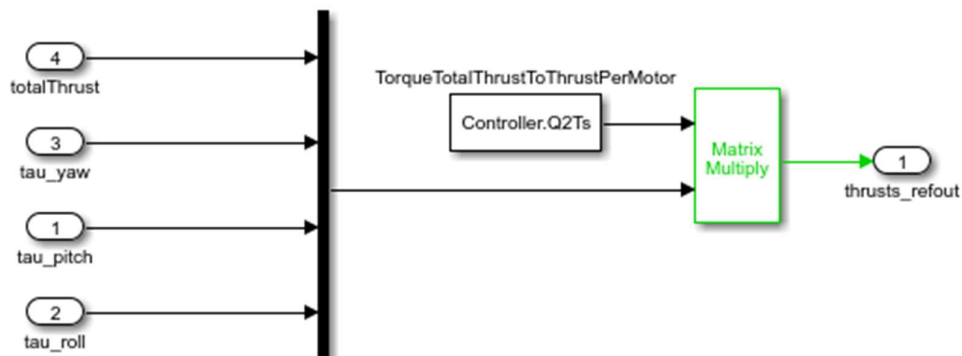 4
totalThrust
3
tau_yaw
1
tau_pitch
2
tau_roll
TorqueTotalThrustToThrustPerMotor
Controller.Q2Ts
Matrix
Multiply
1
thrusts_refout